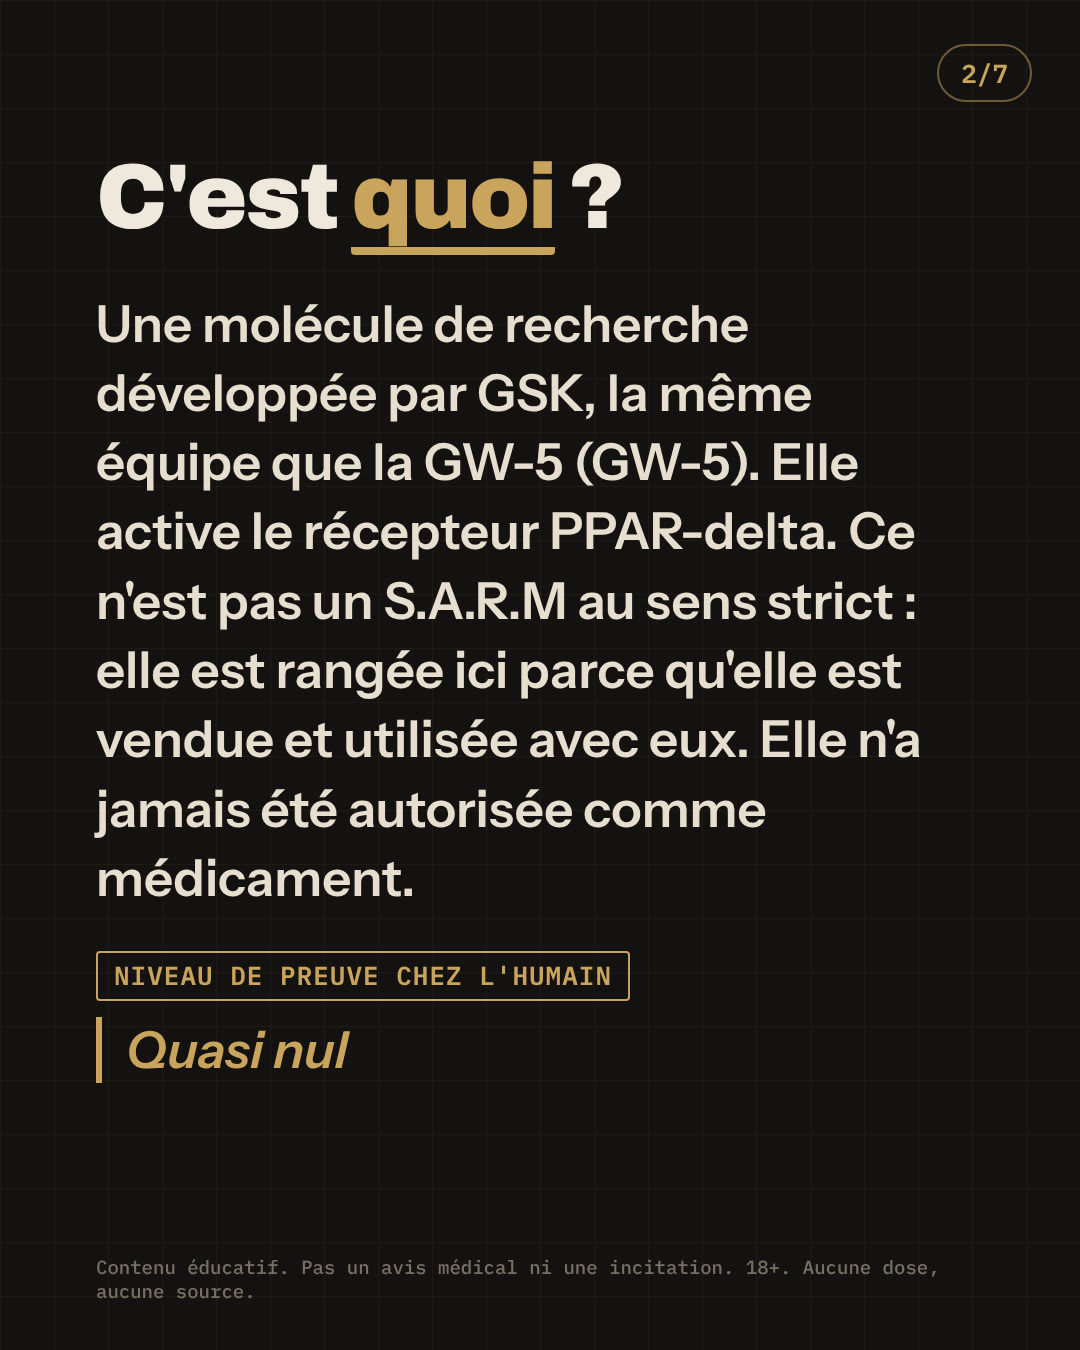 2/7
C'est quoi ?
Une molécule de recherche
développée par GSK, la même
équipe que la GW-5 (GW-5). Elle
active le récepteur PPAR-delta. Ce
n'est pas un S.A.R.M au sens strict :
elle est rangée ici parce qu'elle est
vendue et utilisée avec eux. Elle n'a
jamais été autorisée comme
médicament.
NIVEAU DE PREUVE CHEZ L'HUMAIN
Quasi nul
Contenu éducatif. Pas un avis médical ni une incitation. 18+. Aucune dose,
aucune source.